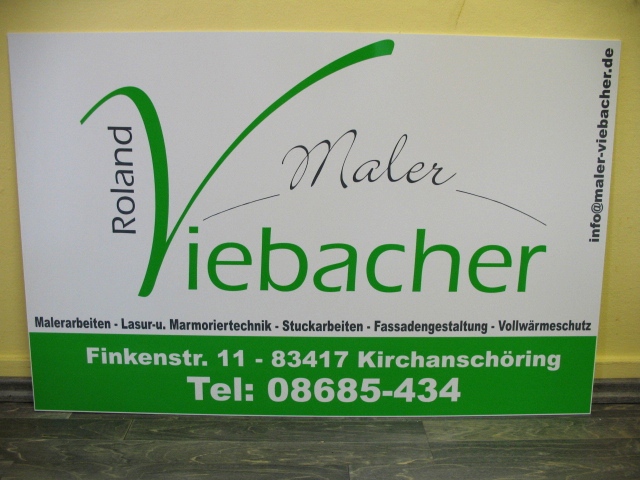 Roland
Maler
Viebacher
info@maler-viebacher.de
Malerarbeiten - Lasur-u. Marmoriertechnik - Stuckarbeiten - Fassadengestaltung - Vollwärmeschutz
Finkenstr. 11 - 83417 Kirchanschöring
Tel: 08685-434